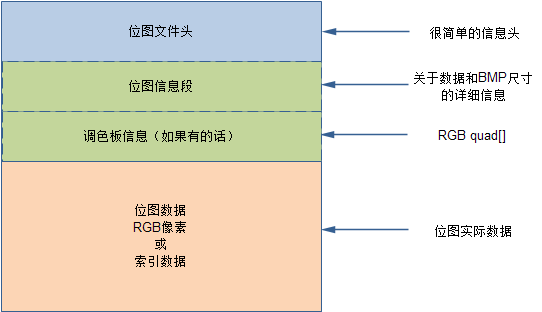 位图文件头
很简单的信息头
位图信息段
关于数据和BMP尺寸
的详细信息
调色板信息（如果有的话）
RGB quad[]
位图数据
RGB像素
或
索引数据
位图实际数据